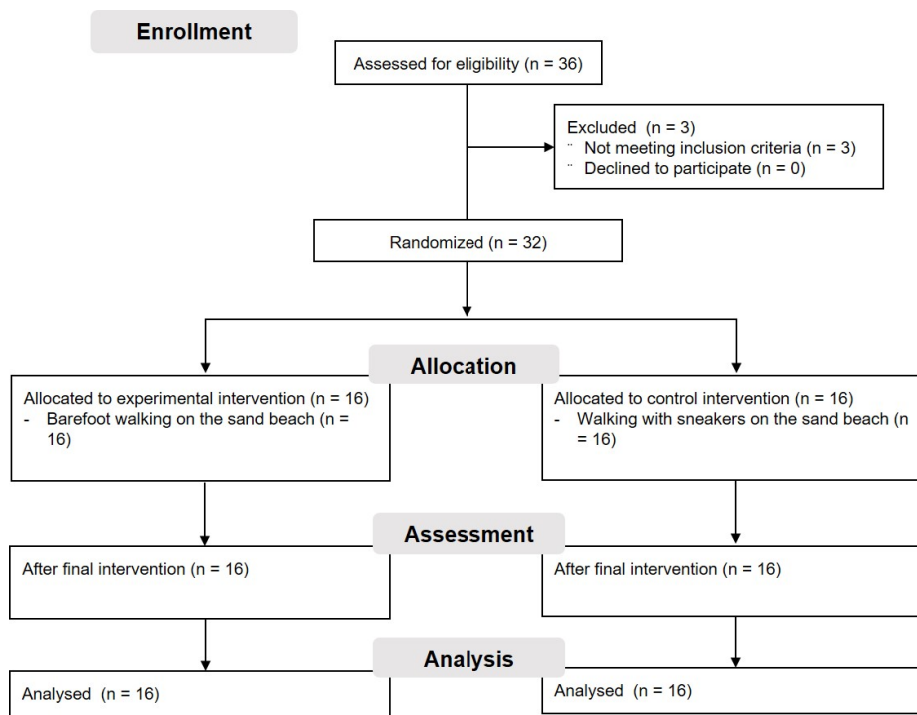 Enrollment
Assessed for eligibility (n = 36)
Excluded  (n = 3)
¨ Not meeting inclusion criteria (n = 3)
¨ Declined to participate (n = 0)
Randomized (n = 32)
Allocation
Allocated to experimental intervention (n = 16)
- Barefoot walking on the sand beach (n =
16)
Allocated to control intervention (n = 16)
- Walking with sneakers on the sand beach (n
= 16)
Assessment
After final intervention (n = 16)
After final intervention (n = 16)
Analysis
Analysed  (n = 16)
Analysed  (n = 16)